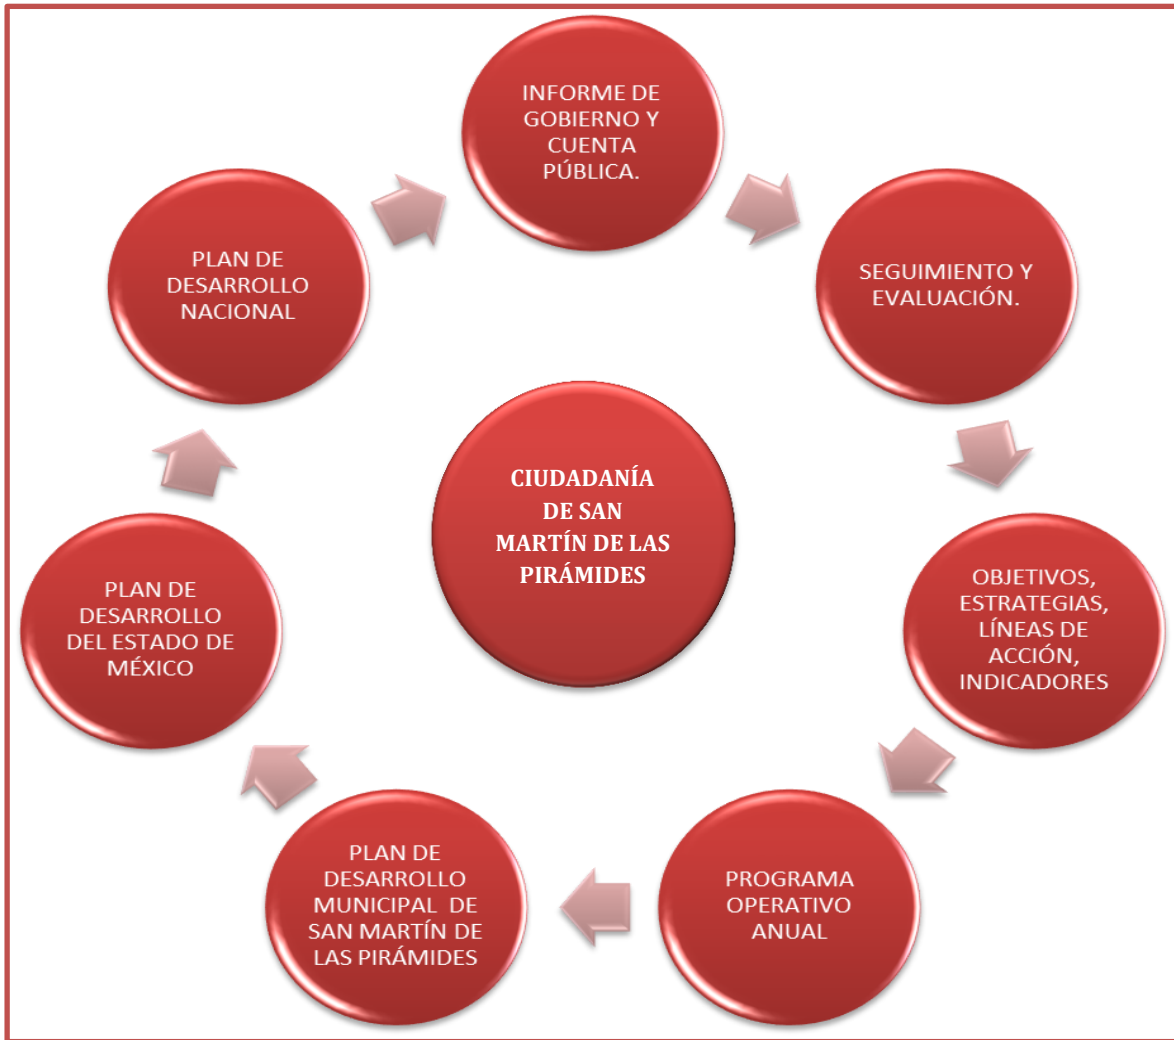 INFORME DE
GOBIERNO Y
CUENTA
PÚBLICA.
SEGUIMIENTO Y
EVALUACIÓN.
OBJETIVOS,
ESTRATEGIAS,
LÍNEAS DE
ACCIÓN,
INDICADORES
PROGRAMA
OPERATIVO
ANUAL
PLAN DE
DESARROLLO
MUNICIPAL DE
SAN MARTÍN DE
LAS PIRÁMIDES
PLAN DE
DESARROLLO
DEL ESTADO DE
MÉXICO
PLAN DE
DESARROLLO
NACIONAL
CIUDADANÍA
DE SAN
MARTÍN DE LAS
PIRÁMIDES